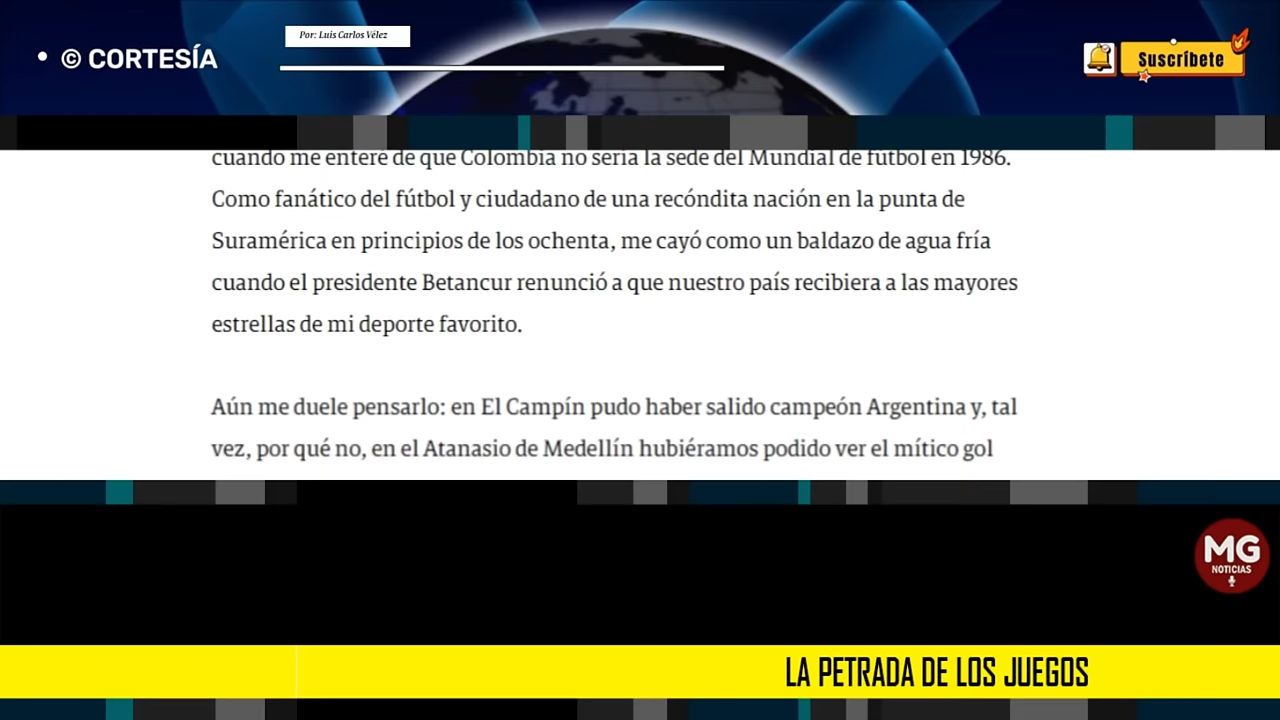 Por: Luis Carlos Vélez
© CORTESÍA
Suscríbete
cuando me enteré de que Colombia no sería la sede del Mundial de fútbol en 1986.
Como fanático del fútbol y ciudadano de una recóndita nación en la punta de
Suramérica en principios de los ochenta, me cayó como un baldazo de agua fría
cuando el presidente Betancur renunció a que nuestro país recibiera a las mayores
estrellas de mi deporte favorito.
Aún me duele pensarlo: en El Campín pudo haber salido campeón Argentina y, tal
vez, por qué no, en el Atanasio de Medellín hubiéramos podido ver el mítico gol
MG
NOTICIAS
LA PETRADA DE LOS JUEGOS